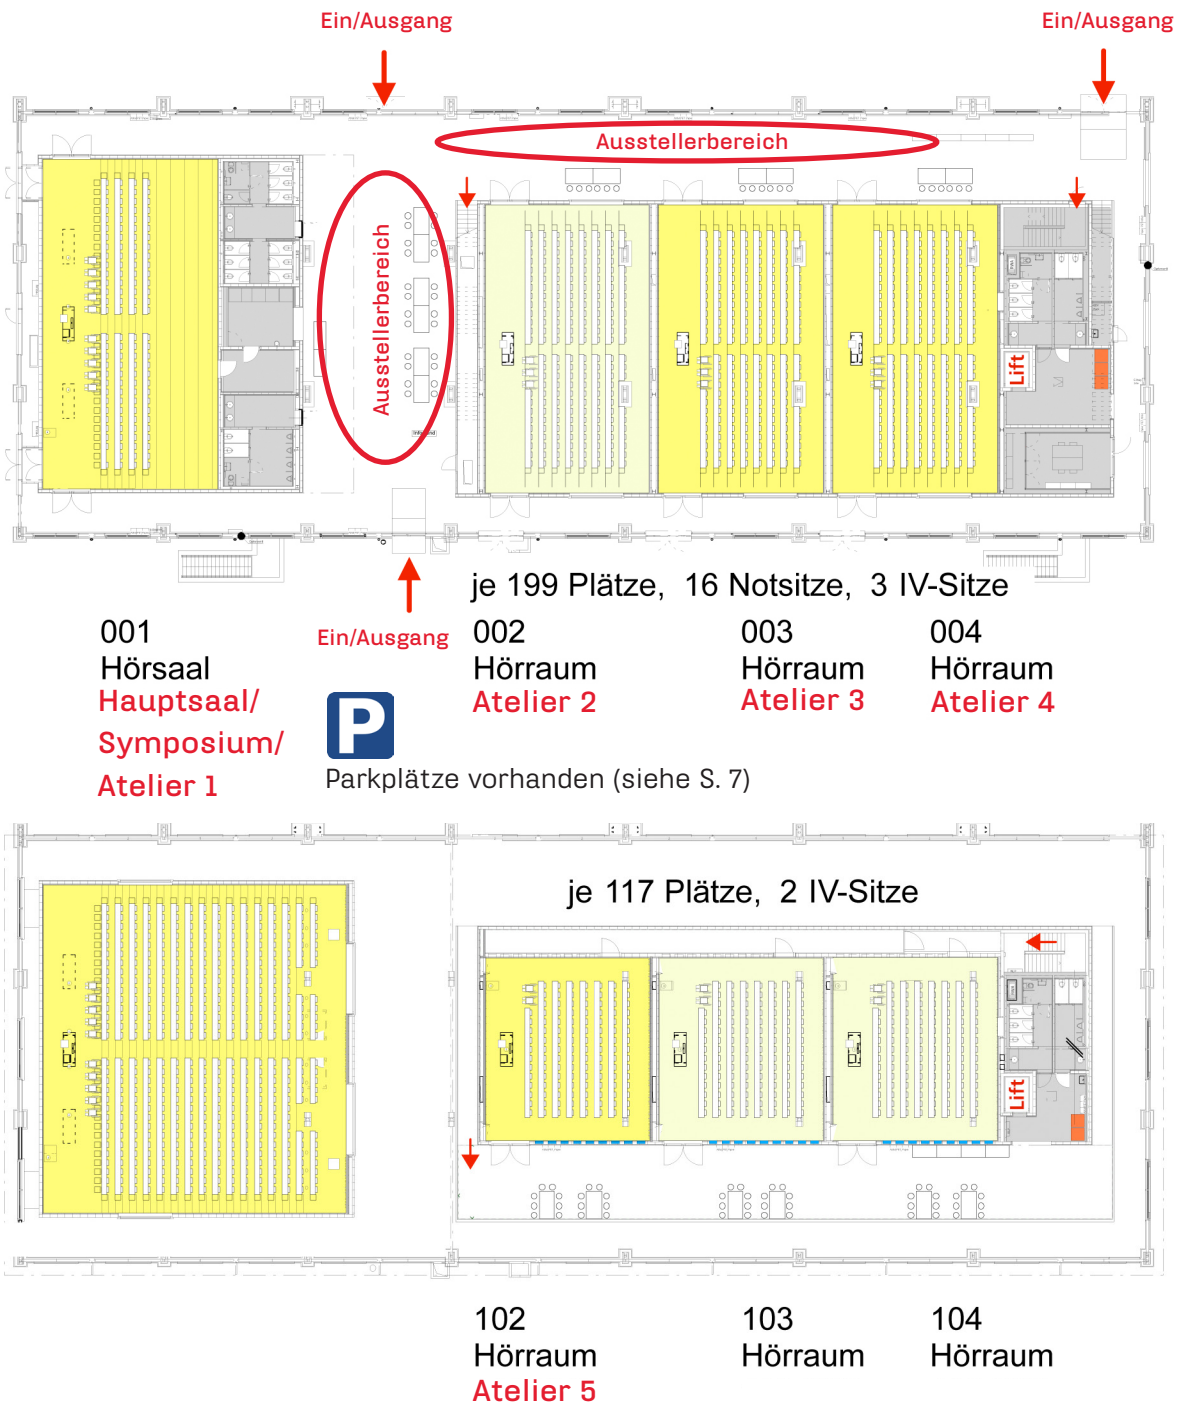 Ein/Ausgang
Ein/Ausgang
Ausstellerbereich
Ausstellerbereich
Lift
je 199 Plätze, 16 Notsitze, 3 IV-Sitze
Ein/Ausgang
001
Hörsaal
Hauptsaal/
Symposium/
Atelier 1
002
Hörraum
Atelier 2
003
Hörraum
Atelier 3
004
Hörraum
Atelier 4
P
Parkplätze vorhanden (siehe S. 7)
je 117 Plätze, 2 IV-Sitze
Lift
102
Hörraum
Atelier 5
103
Hörraum
104
Hörraum